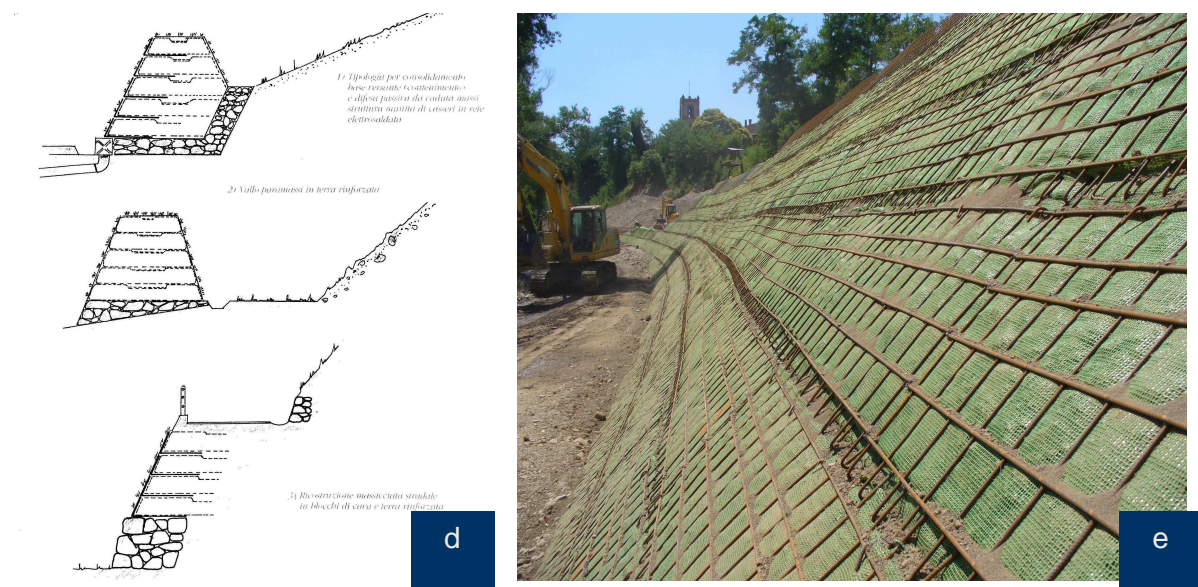 1) Tipologia per consolidamento
base versante (contenimento)
e difesa passiva da caduta massi
struttura munita di casseri in rete
elettrosaldata
2) Vallo paramassi in terra rinforzata
3) Ricostruzione massicciata stradale
in blocchi di cava e terra rinforzata
d
e